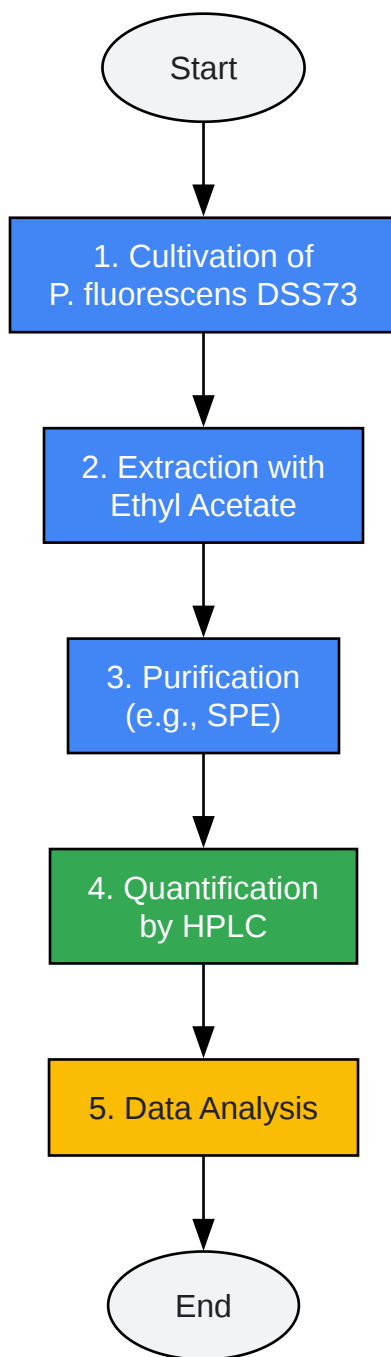 Start
1. Cultivation of
P. fluorescens DSS73
2. Extraction with
Ethyl Acetate
3. Purification
(e.g., SPE)
4. Quantification
by HPLC
5. Data Analysis
End